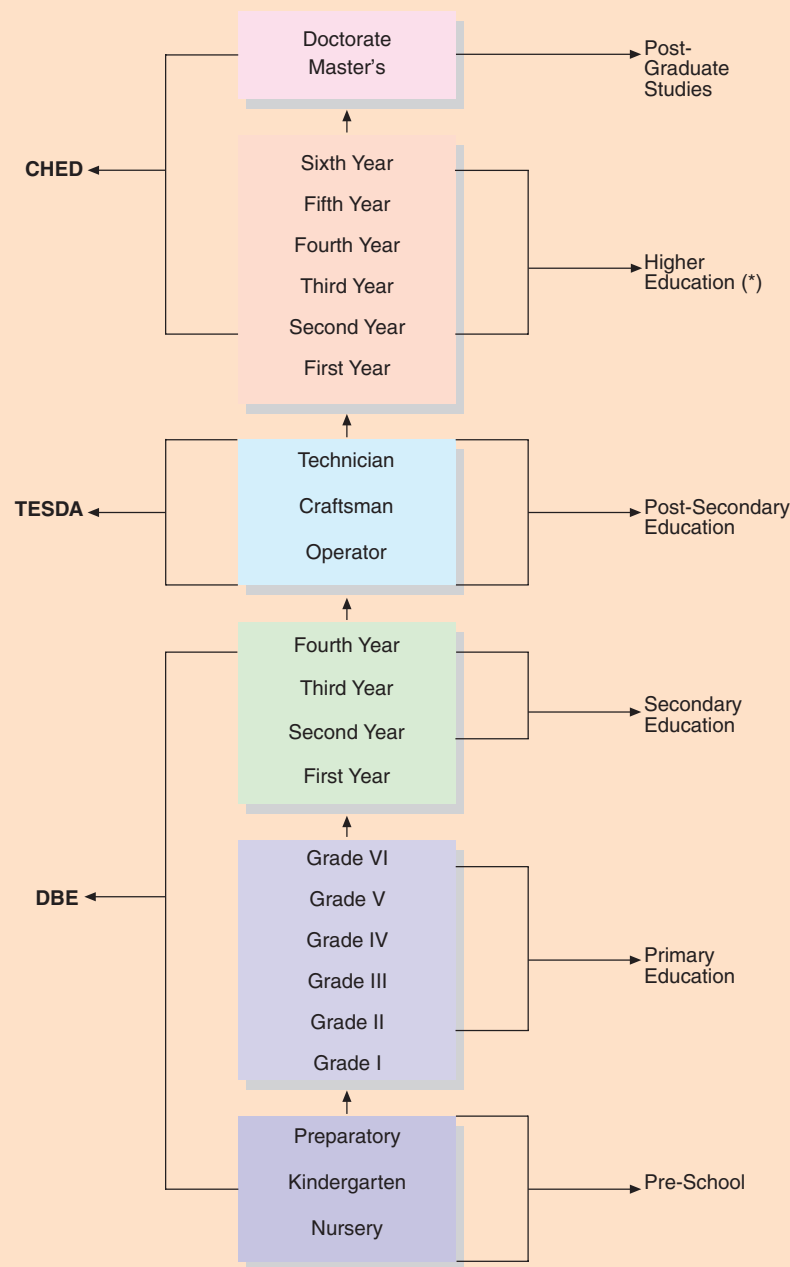 Doctorate
Master's
Post-
Graduate
Studies
CHED
Sixth Year
Fifth Year
Fourth Year
Third Year
Second Year
First Year
Higher
Education (*)
TESDA
Technician
Craftsman
Operator
Post-Secondary
Education
Fourth Year
Third Year
Second Year
First Year
Secondary
Education
DBE
Grade VI
Grade V
Grade IV
Grade III
Grade II
Grade I
Primary
Education
Preparatory
Kindergarten
Nursery
Pre-School